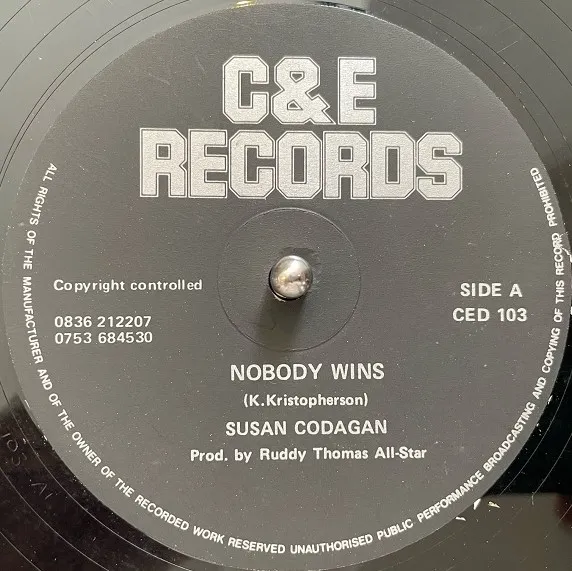 C&E
RECORDS
Copyright controlled
0836 212207
0753 684530
SIDE A
CED 103
NOBODY WINS
(K.Kristopherson)
SUSAN CODAGAN
Prod. by Ruddy Thomas All-Star
ALL RIGHTS OF THE MANUFACTURER AND OF THE OWNER OF THE RECORDED WORK RESERVED UNAUTHORISED PUBLIC PERFORMANCE BROADCASTING AND COPYING OF THIS RECORD PROHIBITED